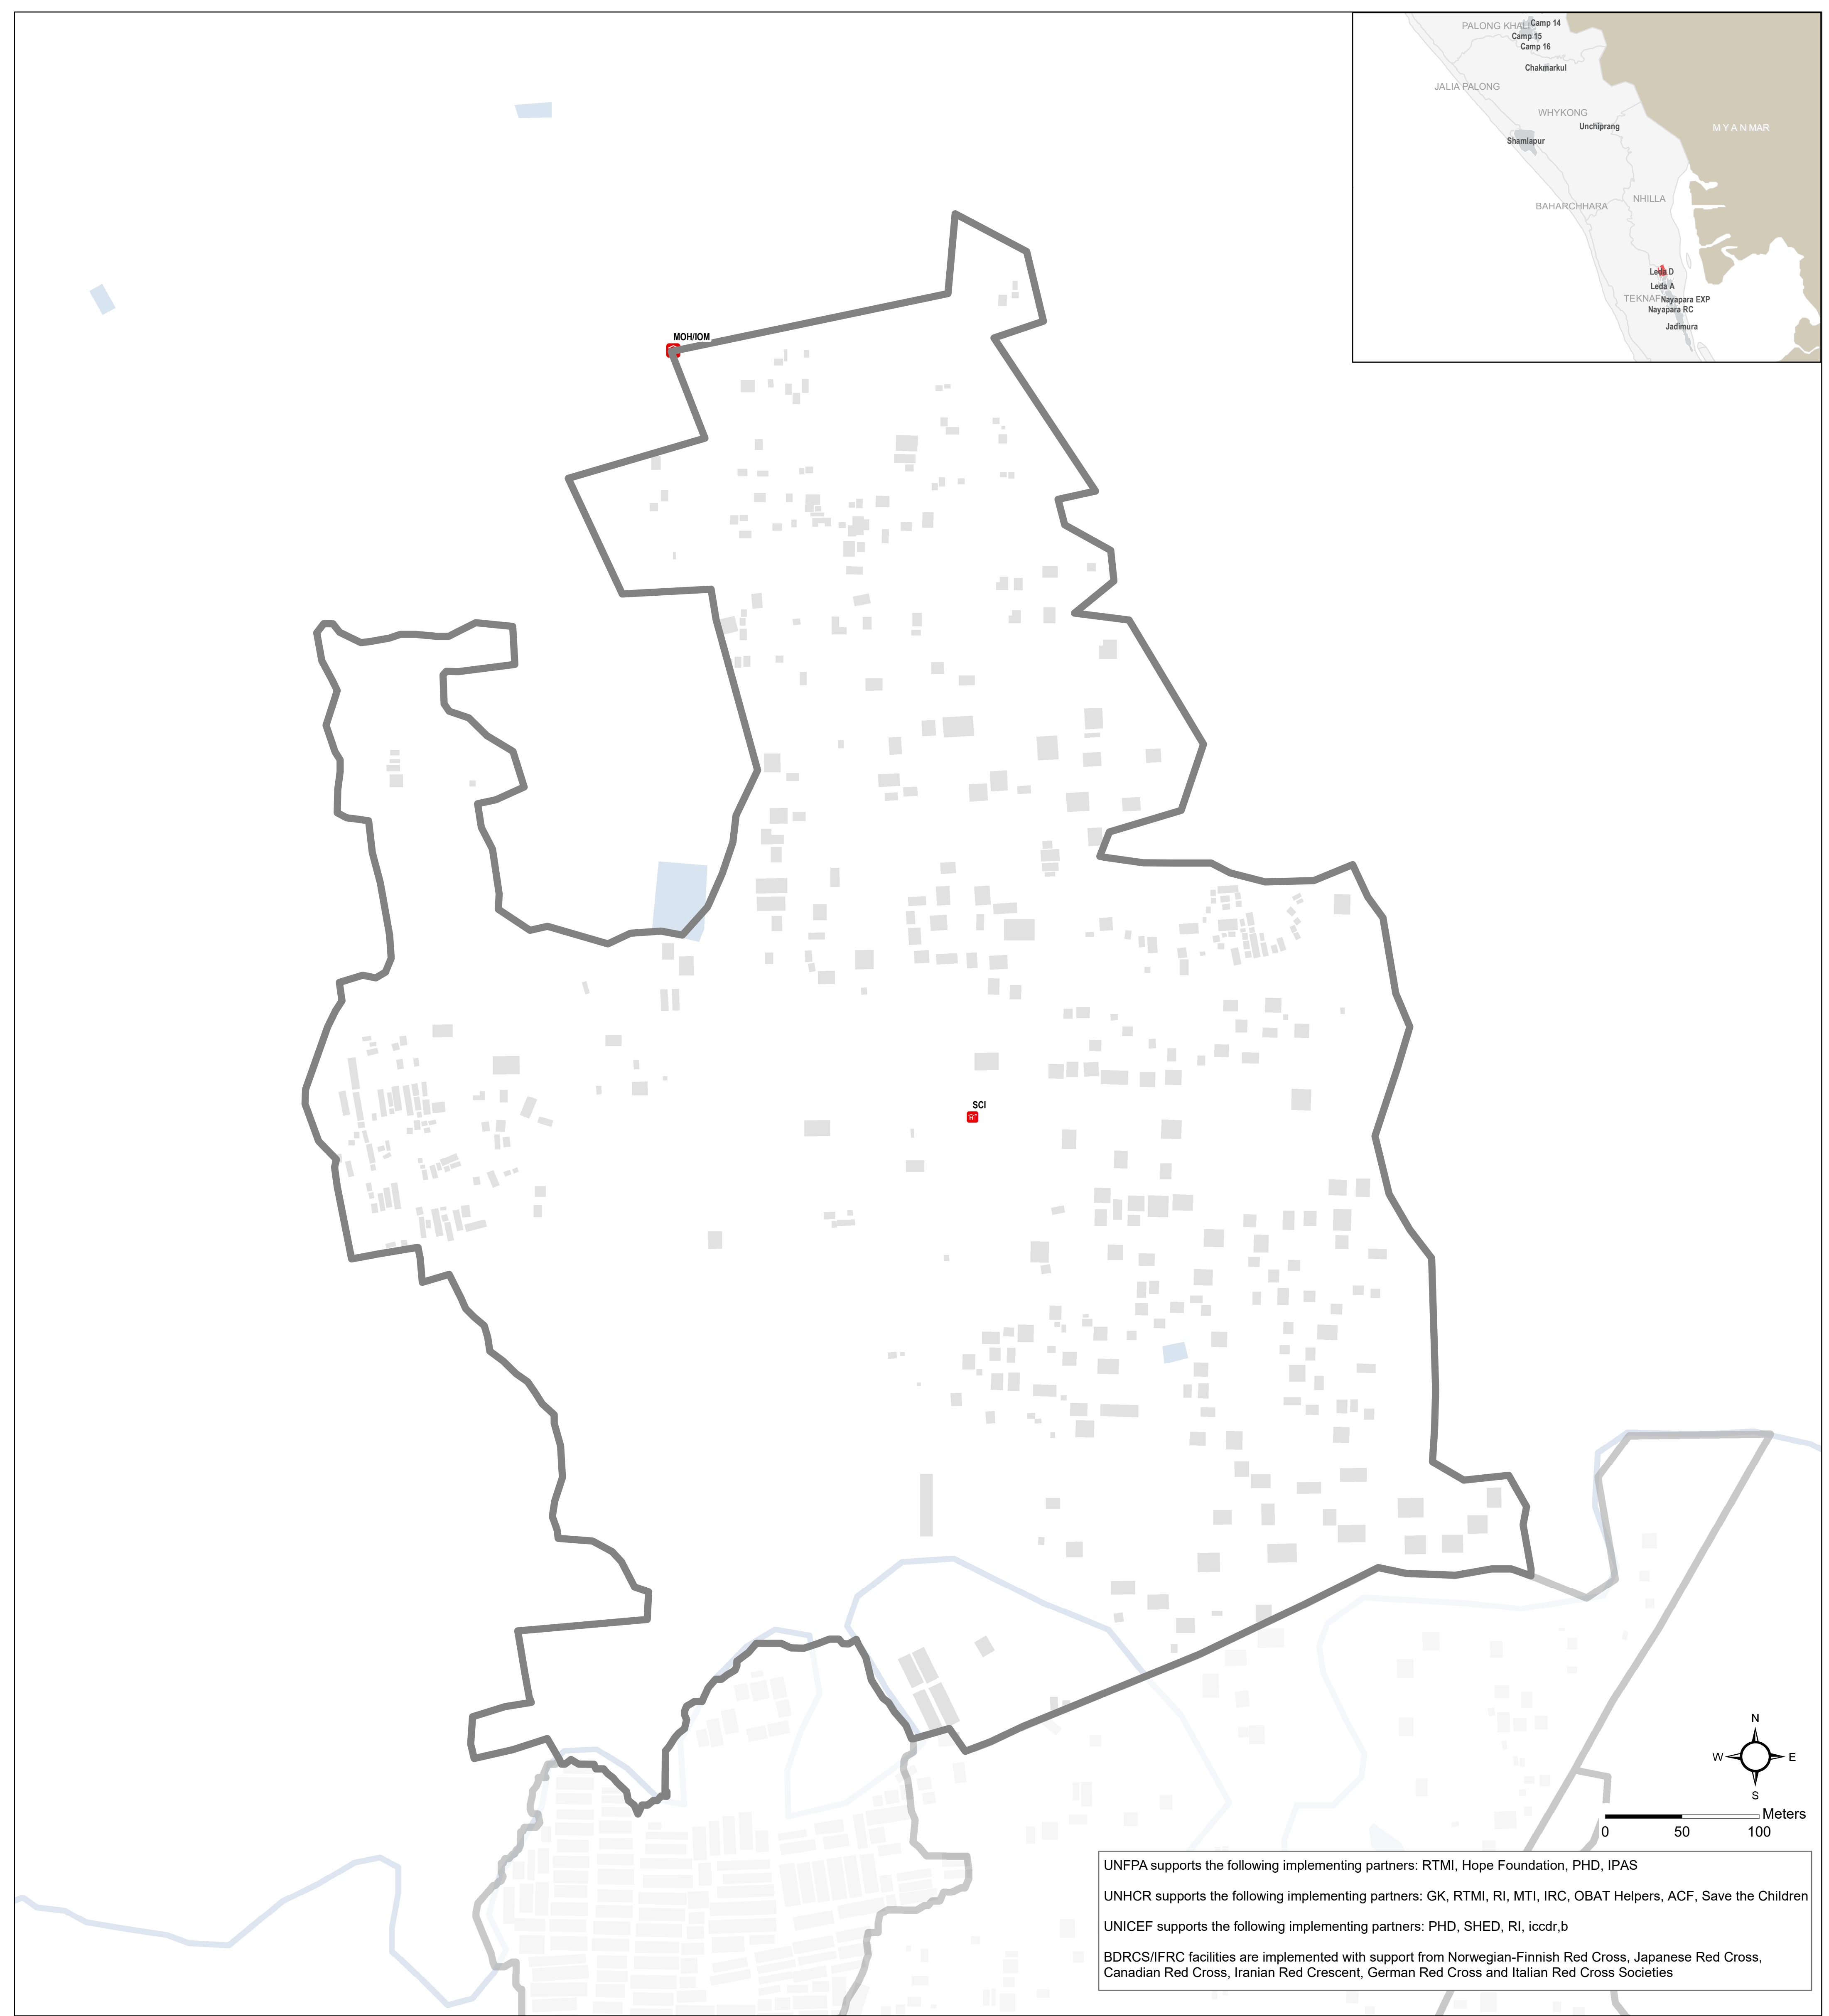 PALONG KHALI
Camp 14
Camp 15
Camp 16
Chakmarkul
JALIA PALONG
WHYKONG
Unchiprang
MYANMAR
Shamlapur
NHILLA
BAHARCHHARA
Leda D
Leda A
TEKNAF
Nayapara EXP
Nayapara RC
Jadimura
MOH/IOM
SCI
N
W
E
S
Meters
0 50 100
UNFPA supports the following implementing partners: RTMI, Hope Foundation, PHD, IPAS
UNHCR supports the following implementing partners: GK, RTMI, RI, MTI, IRC, OBAT Helpers, ACF, Save the Children
UNICEF supports the following implementing partners: PHD, SHED, RI, iccdr,b
BDRCS/IFRC facilities are implemented with support from Norwegian-Finnish Red Cross, Japanese Red Cross,
Canadian Red Cross, Iranian Red Crescent, German Red Cross and Italian Red Cross Societies